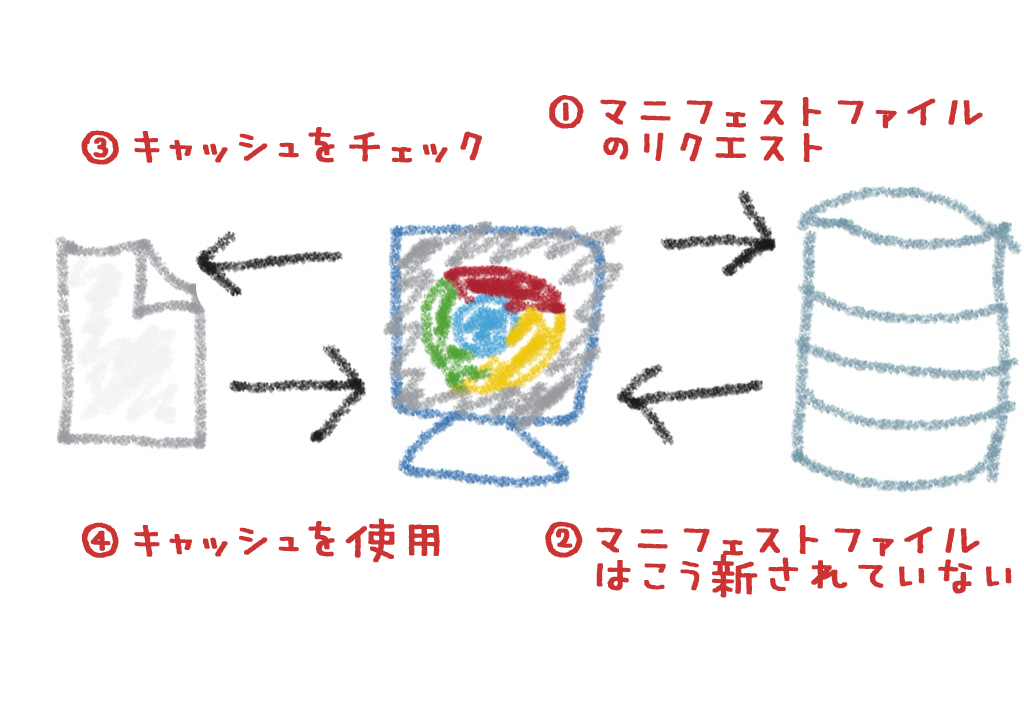 ① マニフェストファイル
のリクエスト
③ キャッシュをチェック
④ キャッシュを使用
② マニフェストファイル
はこう新されていない